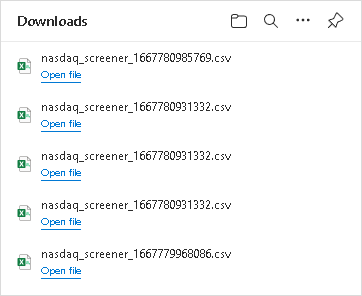 Downloads
nasdaq_screener_1667780985769.csv
Open file
nasdaq_screener_1667780931332.csv
Open file
nasdaq_screener_1667780931332.csv
Open file
nasdaq_screener_1667780931332.csv
Open file
nasdaq_screener_1667779968086.csv
Open file